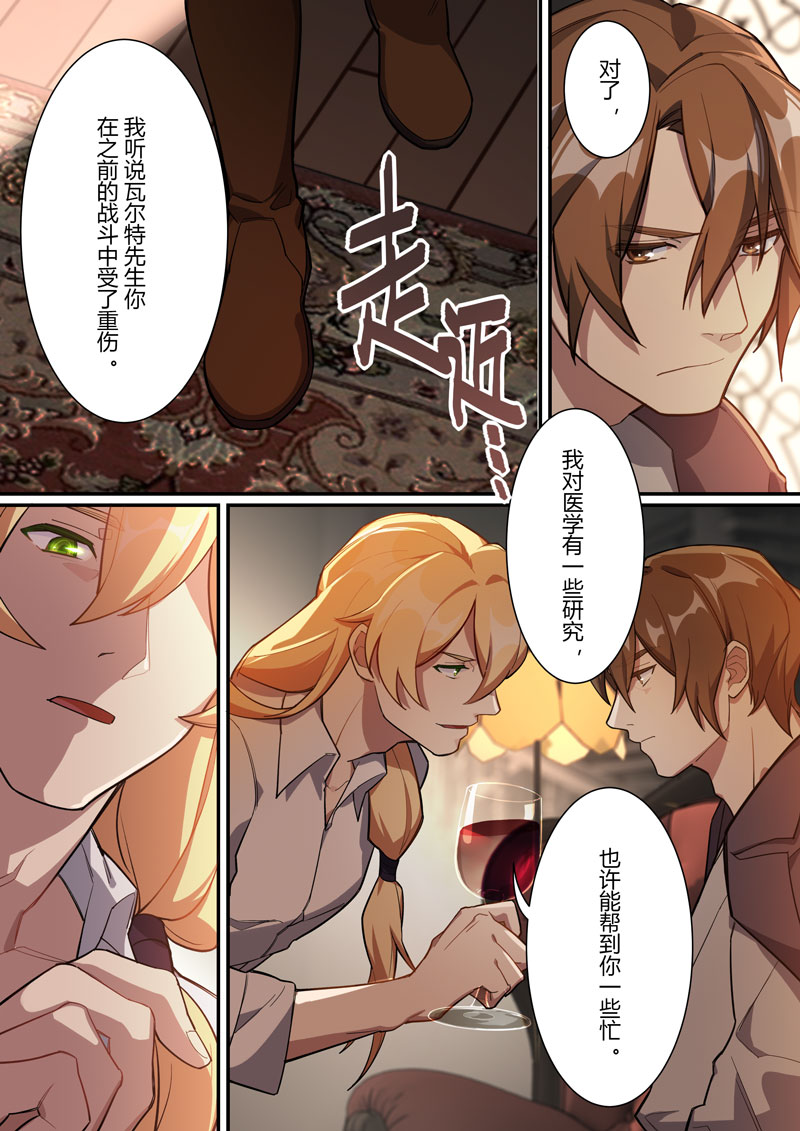 对了，
我听说瓦尔特先生你
在之前的战斗中受了重伤。
走近……
我对医学有一些研究，
也许能帮到你一些忙。